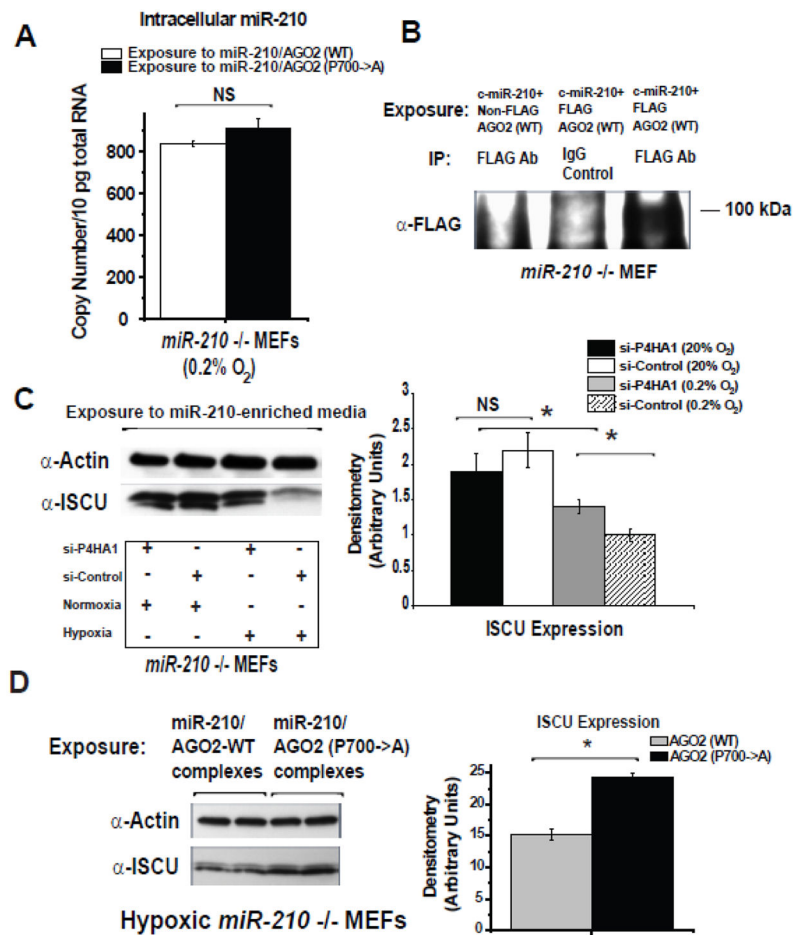 A
Intracellular miR-210
Exposure to miR-210/AGO2 (WT)
Exposure to miR-210/AGO2 (P700->A)
NS
Copy Number/10 pg total RNA
800
600
400
200
0
miR-210 -/- MEFs
(0.2% O2)
B
Exposure:
c-miR-210+ c-miR-210+ c-miR-210+
Non-FLAG FLAG FLAG
AGO2 (WT) AGO2 (WT) AGO2 (WT)
IP: FLAG Ab IgG Control FLAG Ab
α-FLAG
100 kDa
miR-210 -/- MEF
C
Exposure to miR-210-enriched media
α-Actin
α-ISCU
si-P4HA1 + - + -
si-Control - + - +
Normoxia + + - -
Hypoxia - - + +
miR-210 -/- MEFs
si-P4HA1 (20% O2)
si-Control (20% O2)
si-P4HA1 (0.2% O2)
si-Control (0.2% O2)
NS * *
Densitometry
(Arbitrary Units)
3
2.5
2
1.5
1
0.5
0
ISCU Expression
D
Exposure:
miR-210/ miR-210/
AGO2-WT AGO2 (P700->A)
complexes complexes
α-Actin
α-ISCU
Hypoxic miR-210 -/- MEFs
ISCU Expression
AGO2 (WT)
AGO2 (P700->A)
*
Densitometry
(Arbitrary Units)
25
20
15
10
5
0